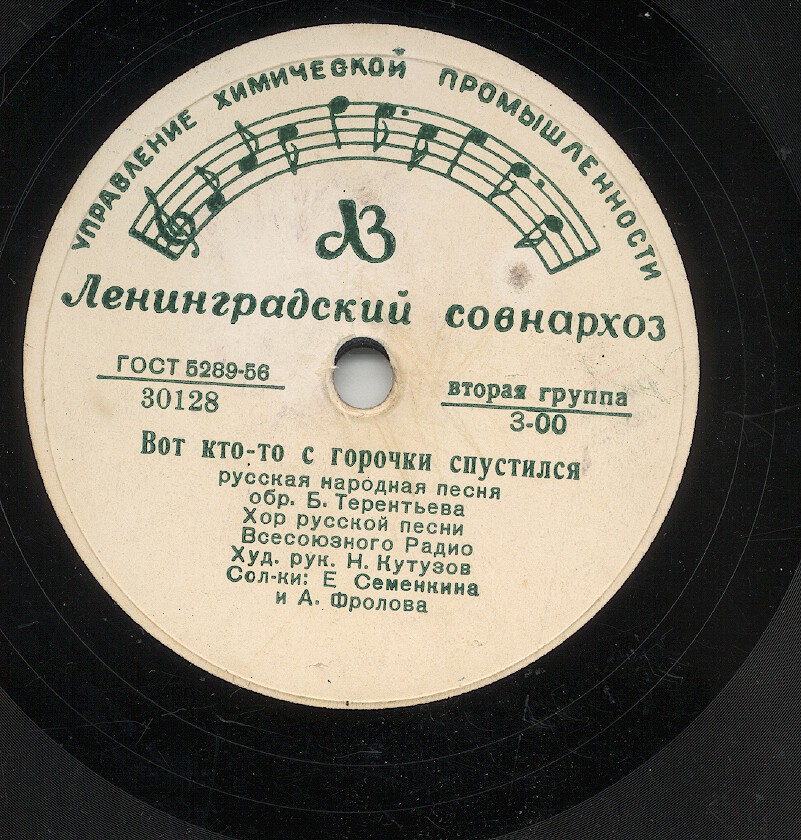 УПРАВЛЕНИЕ ХИМИЧЕСКОЙ ПРОМЫШЛЕННОСТИ
ЛЗ
Ленинградский совнархоз
ГОСТ 5289-56
30128
вторая группа
3-00
Вот кто-то с горочки спустился
русская народная песня
обр. Б. Терентьева
Хор русской песни
Всесоюзного Радио
Худ. рук. Н. Кутузов
Сол-ки: Е Семенкина
и А. Фролова